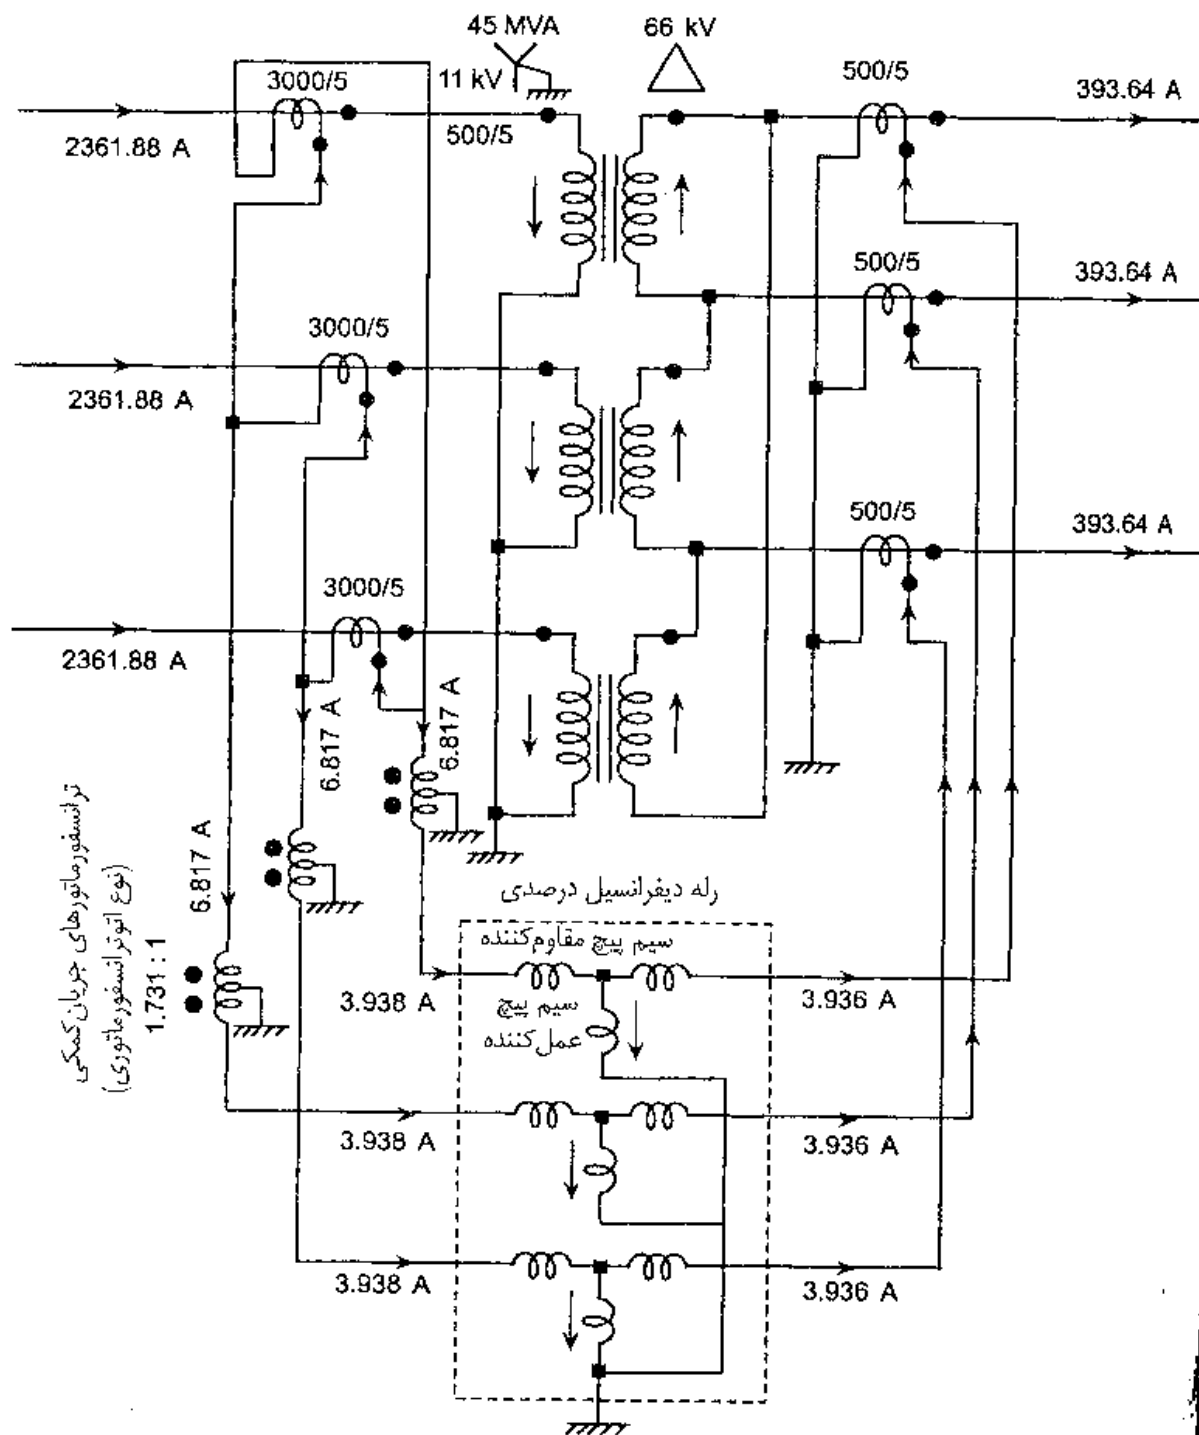 45 MVA
66 kV
11 kV
3000/5
500/5
500/5
393.64 A
2361.88 A
500/5
393.64 A
3000/5
2361.88 A
500/5
393.64 A
3000/5
2361.88 A
6.817 A
6.817 A
6.817 A
ترانسفورماتورهای جریان کمکی
(نوع اتوترانسفورماتوری)
1.731 : 1
رله دیفرانسیل درصدی
سیم پیچ مقاوم‌کننده
سیم پیچ
عمل‌کننده
3.938 A
3.936 A
3.938 A
3.936 A
3.938 A
3.936 A